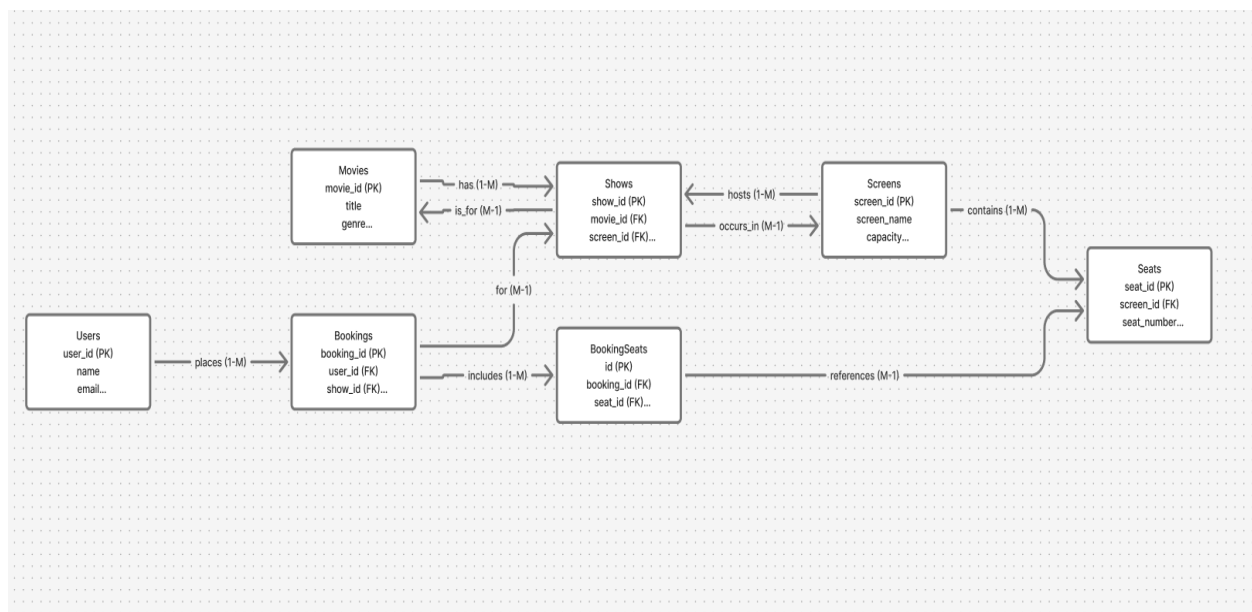 Movies
movie_id (PK)
title
genre...
has (1-M)
is_for (M-1)
Shows
show_id (PK)
movie_id (FK)
screen_id (FK)...
hosts (1-M)
occurs_in (M-1)
Screens
screen_id (PK)
screen_name
capacity...
contains (1-M)
Seats
seat_id (PK)
screen_id (FK)
seat_number...
for (M-1)
Users
user_id (PK)
name
email...
places (1-M)
Bookings
booking_id (PK)
user_id (FK)
show_id (FK)...
includes (1-M)
BookingSeats
id (PK)
booking_id (FK)
seat_id (FK)...
references (M-1)